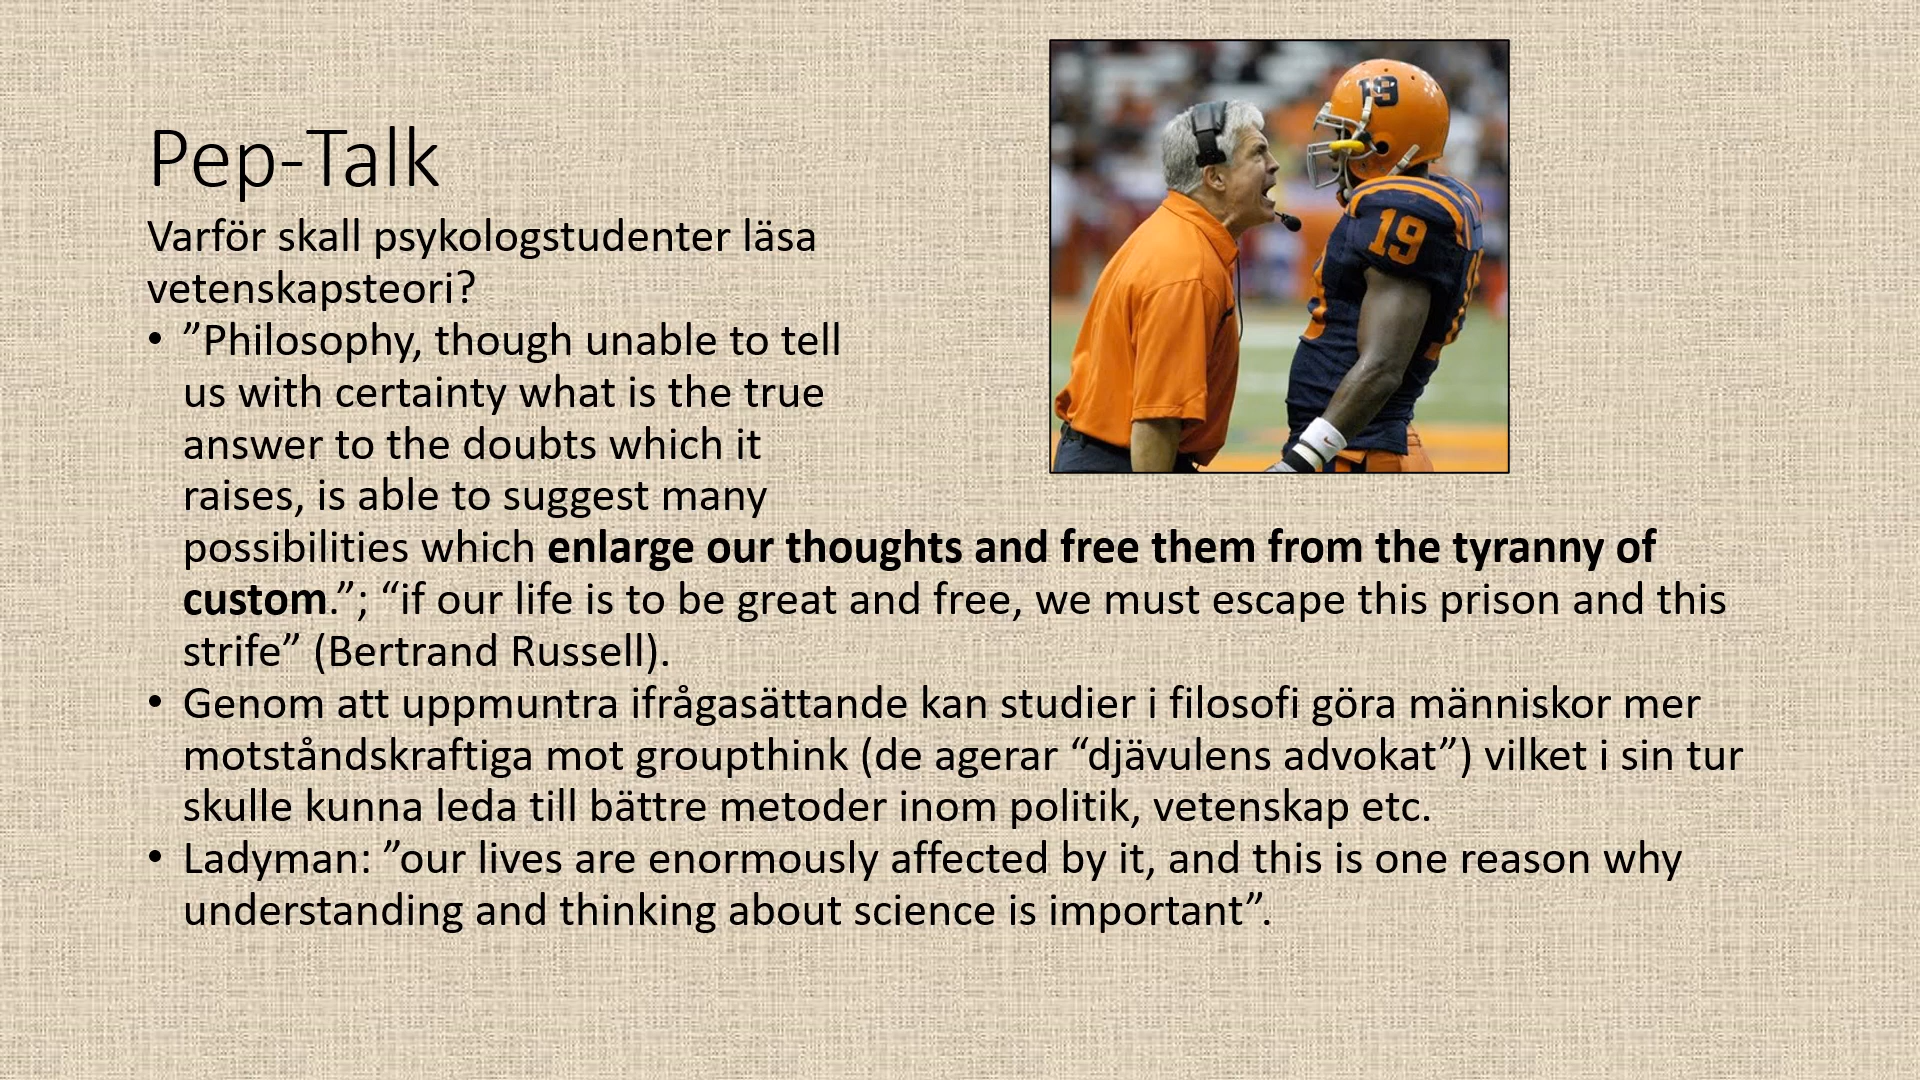 Pep-Talk
Varför skall psykologstudenter läsa
vetenskapsteori?
• ”Philosophy, though unable to tell
us with certainty what is the true
answer to the doubts which it
raises, is able to suggest many
possibilities which enlarge our thoughts and free them from the tyranny of
custom.”; “if our life is to be great and free, we must escape this prison and this
strife” (Bertrand Russell).
• Genom att uppmuntra ifrågasättande kan studier i filosofi göra människor mer
motståndskraftiga mot groupthink (de agerar “djävulens advokat”) vilket i sin tur
skulle kunna leda till bättre metoder inom politik, vetenskap etc.
• Ladyman: ”our lives are enormously affected by it, and this is one reason why
understanding and thinking about science is important”.
19
19